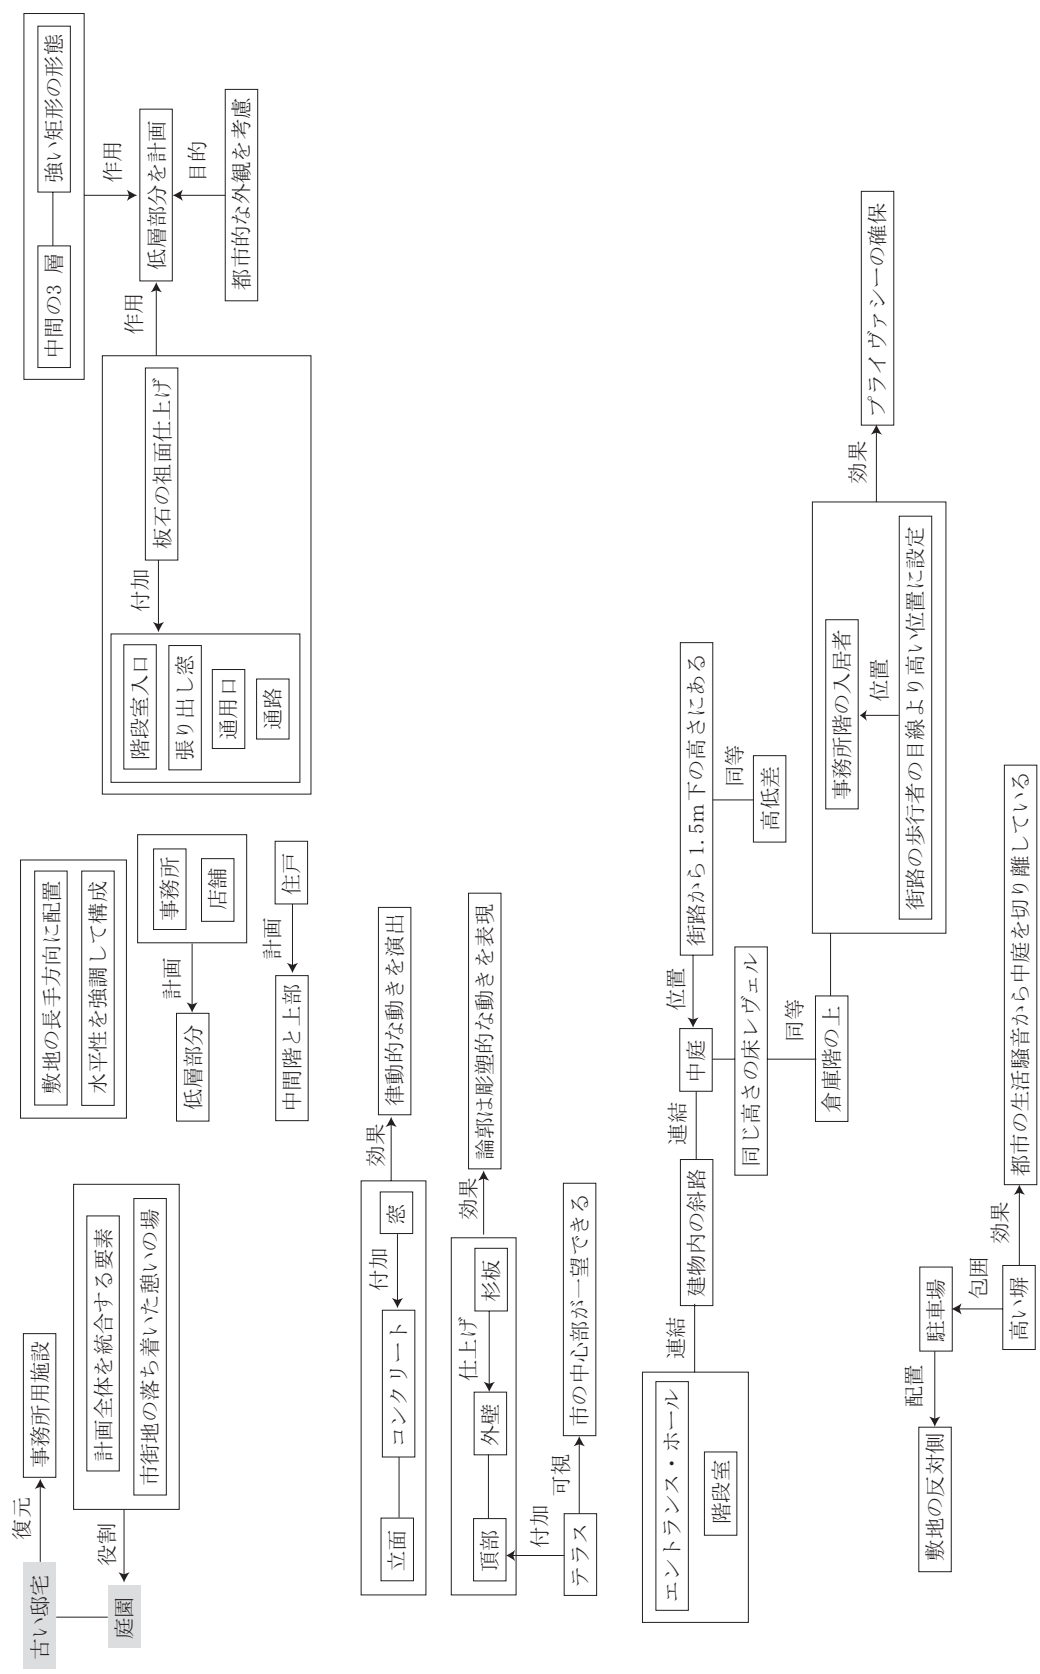 古い邸宅
復元
事務所用施設
庭園
役割
計画全体を統合する要素
市街地の落ち着いた憩いの場
敷地の長手方向に配置
水平性を強調して構成
低層部分
計画
事務所
店舗
中間階と上部
計画
住戸
階段室入口
張り出し窓
通用口
通路
付加
板石の祖面仕上げ
作用
中間の3 層
強い矩形の形態
作用
低層部分を計画
目的
都市的な外観を考慮
立面
コンクリート
付加
窓
効果
律動的な動きを演出
頂部
外壁
仕上げ
杉板
効果
論郭は彫塑的な動きを表現
テラス
付加
可視
市の中心部が一望できる
エントランス・ホール
階段室
連結
建物内の斜路
連結
中庭
位置
街路から1.5m下の高さにある
同等
高低差
同じ高さの床レヴェル
同等
倉庫階の上
事務所階の入居者
位置
街路の歩行者の目線より高い位置に設定
効果
プライヴァシーの確保
敷地の反対側
配置
駐車場
包囲
高い塀
効果
都市の生活騒音から中庭を切り離している